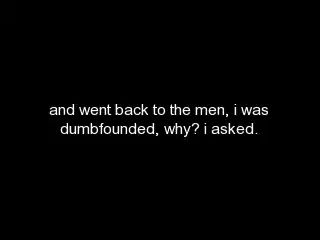 and went back to the men, i was
dumbfounded, why? i asked.